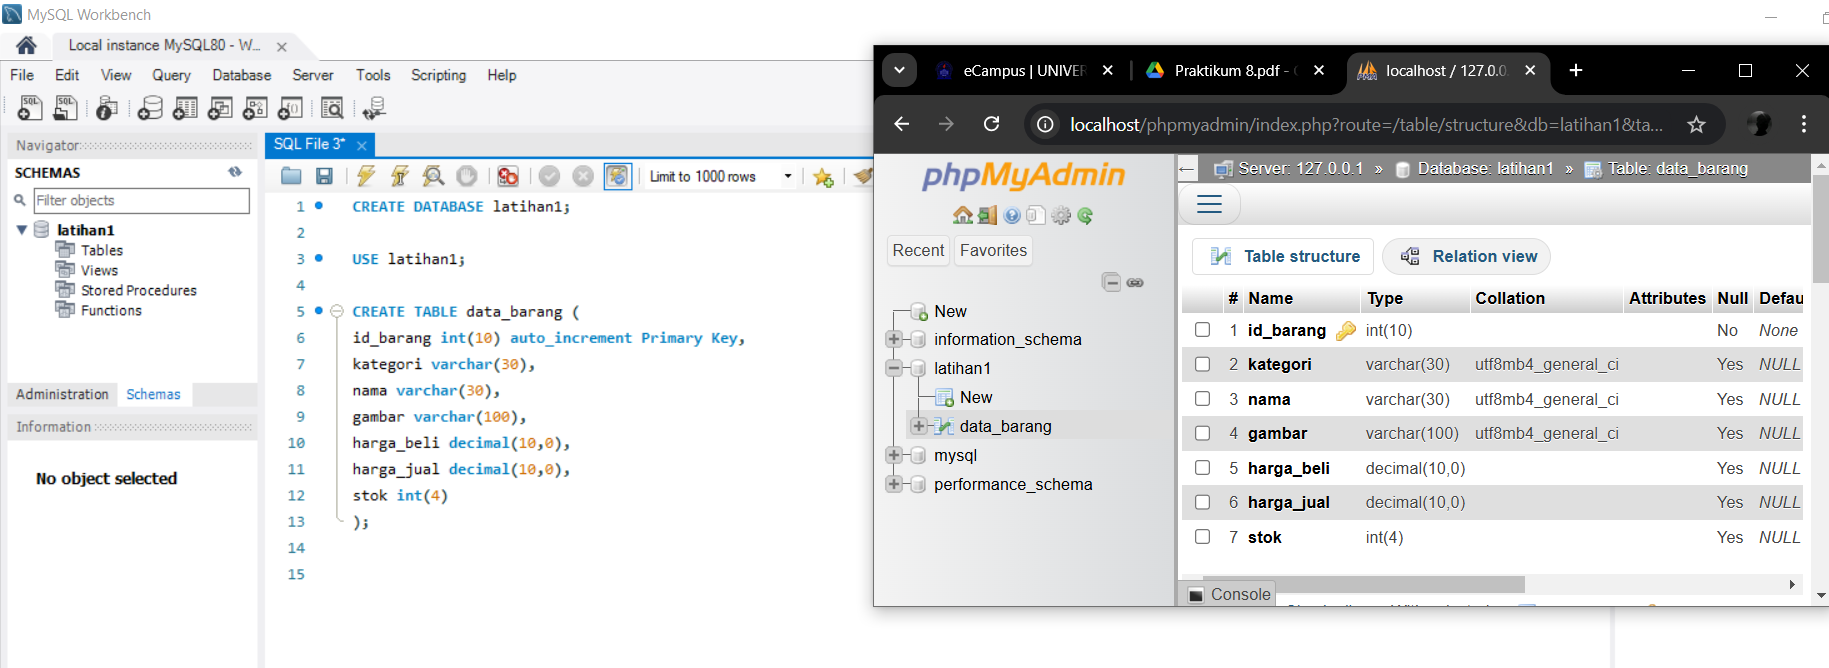 MySQL Workbench
Local instance MySQL80 - W...
File Edit View Query Database Server Tools Scripting Help
Navigator
SCHEMAS
Filter objects
latihan1
Tables
Views
Stored Procedures
Functions
Administration Schemas
Information
No object selected
SQL File 3*
Limit to 1000 rows
1 CREATE DATABASE latihan1;
2
3 USE latihan1;
4
5 CREATE TABLE data_barang (
6 id_barang int(10) auto_increment Primary Key,
7 kategori varchar(30),
8 nama varchar(30),
9 gambar varchar(100),
10 harga_beli decimal(10,0),
11 harga_jual decimal(10,0),
12 stok int(4)
13 );
14
15
eCampus | UNIVER
Praktikum 8.pdf -
localhost / 127.0.0.
localhost/phpmyadmin/index.php?route=/table/structure&db=latihan1&ta...
phpMyAdmin
Recent Favorites
New
information_schema
latihan1
New
data_barang
mysql
performance_schema
Server: 127.0.0.1 » Database: latihan1 » Table: data_barang
Table structure Relation view
# Name Type Collation Attributes Null Defau
1 id_barang int(10) No None
2 kategori varchar(30) utf8mb4_general_ci Yes NULL
3 nama varchar(30) utf8mb4_general_ci Yes NULL
4 gambar varchar(100) utf8mb4_general_ci Yes NULL
5 harga_beli decimal(10,0) Yes NULL
6 harga_jual decimal(10,0) Yes NULL
7 stok int(4) Yes NULL
Console